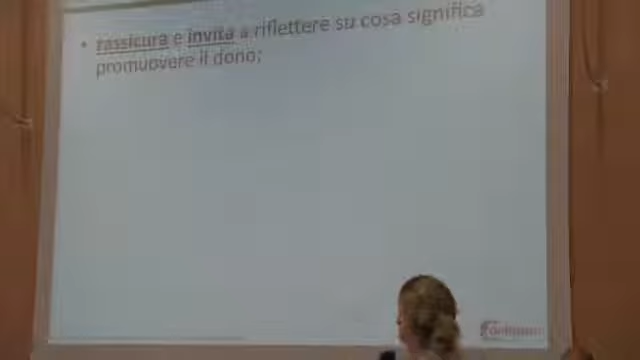 • rassicura e invita a riflettere su cosa significa
promuovere il dono;